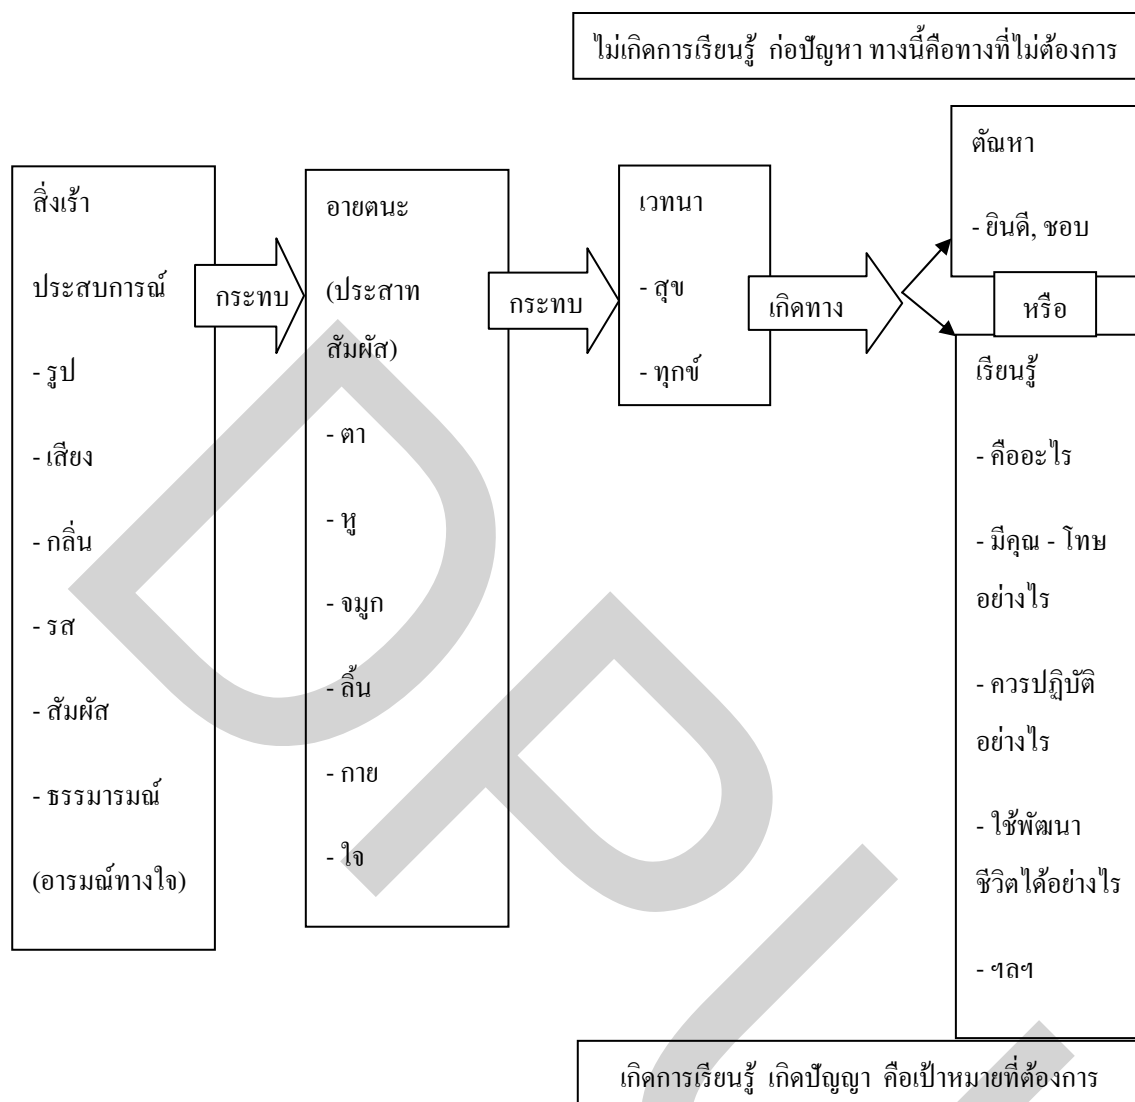 ไม่เกิดการเรียนรู้ ก่อปัญหา ทางนี้คือทางที่ไม่ต้องการ
สิ่งเร้า
ประสบการณ์
- รูป
- เสียง
- กลิ่น
- รส
- สัมผัส
- ธรรมารมณ์
(อารมณ์ทางใจ)
กระทบ
อายตนะ
(ประสาท
สัมผัส)
- ตา
- หู
- จมูก
- ลิ้น
- กาย
- ใจ
กระทบ
เวทนา
- สุข
- ทุกข์
เกิดทาง
ตัณหา
- ยินดี, ชอบ
หรือ
เรียนรู้
- คืออะไร
- มีคุณ - โทษ
อย่างไร
- ควรปฏิบัติ
อย่างไร
- ใช้พัฒนา
ชีวิตได้อย่างไร
- ฯลฯ
เกิดการเรียนรู้ เกิดปัญญา คือเป้าหมายที่ต้องการ